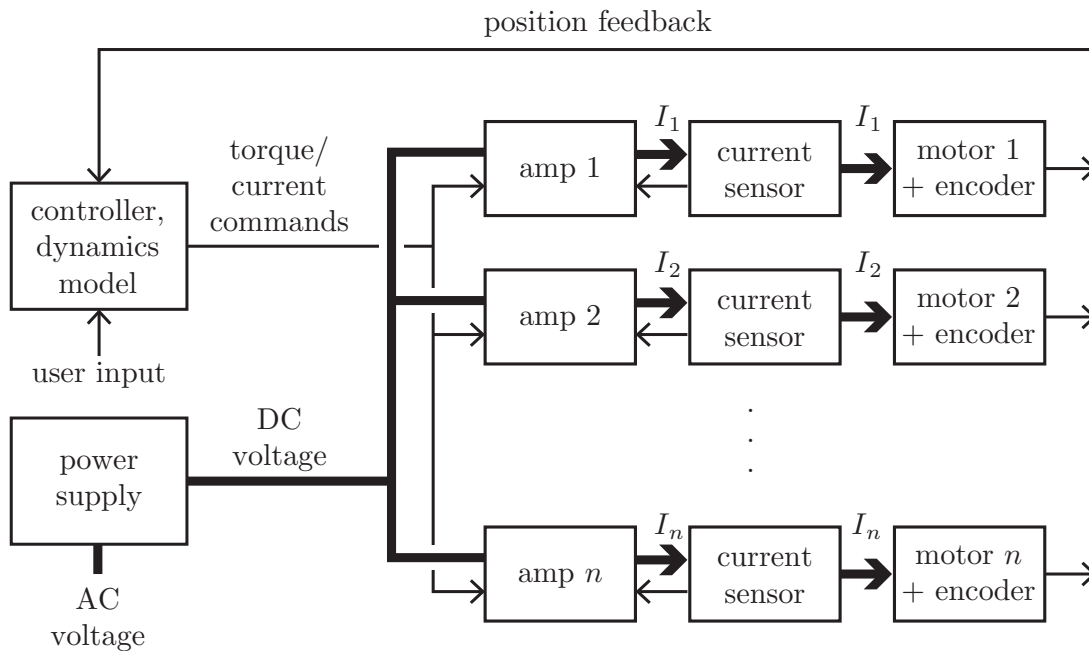 position feedback
torque/
current
commands
controller,
dynamics
model
user input
power
supply
DC
voltage
AC
voltage
amp 1
I₁
current
sensor
I₁
motor 1
+ encoder
amp 2
I₂
current
sensor
I₂
motor 2
+ encoder
.
.
.
amp n
Iₙ
current
sensor
Iₙ
motor n
+ encoder